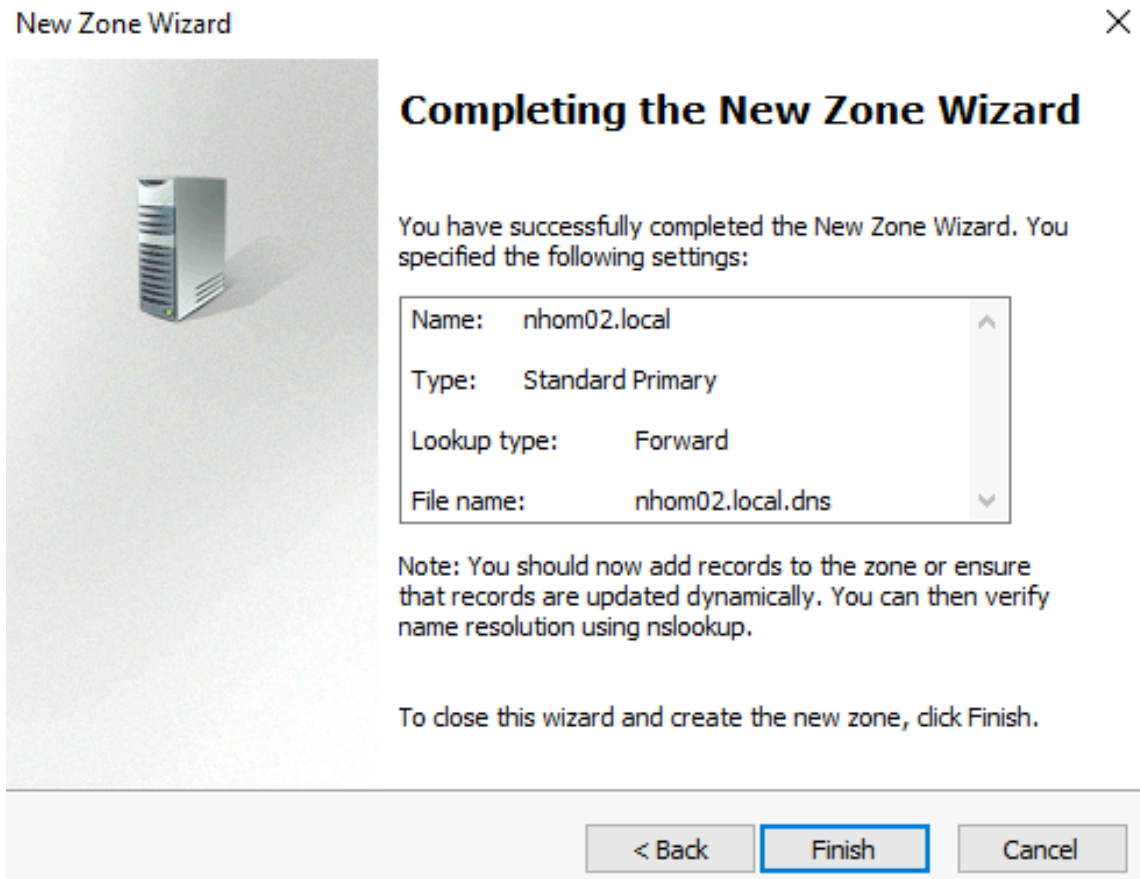 New Zone Wizard
Completing the New Zone Wizard
You have successfully completed the New Zone Wizard. You
specified the following settings:
Name: nhom02.local
Type: Standard Primary
Lookup type: Forward
File name: nhom02.local.dns
Note: You should now add records to the zone or ensure
that records are updated dynamically. You can then verify
name resolution using nslookup.
To close this wizard and create the new zone, click Finish.
< Back Finish Cancel